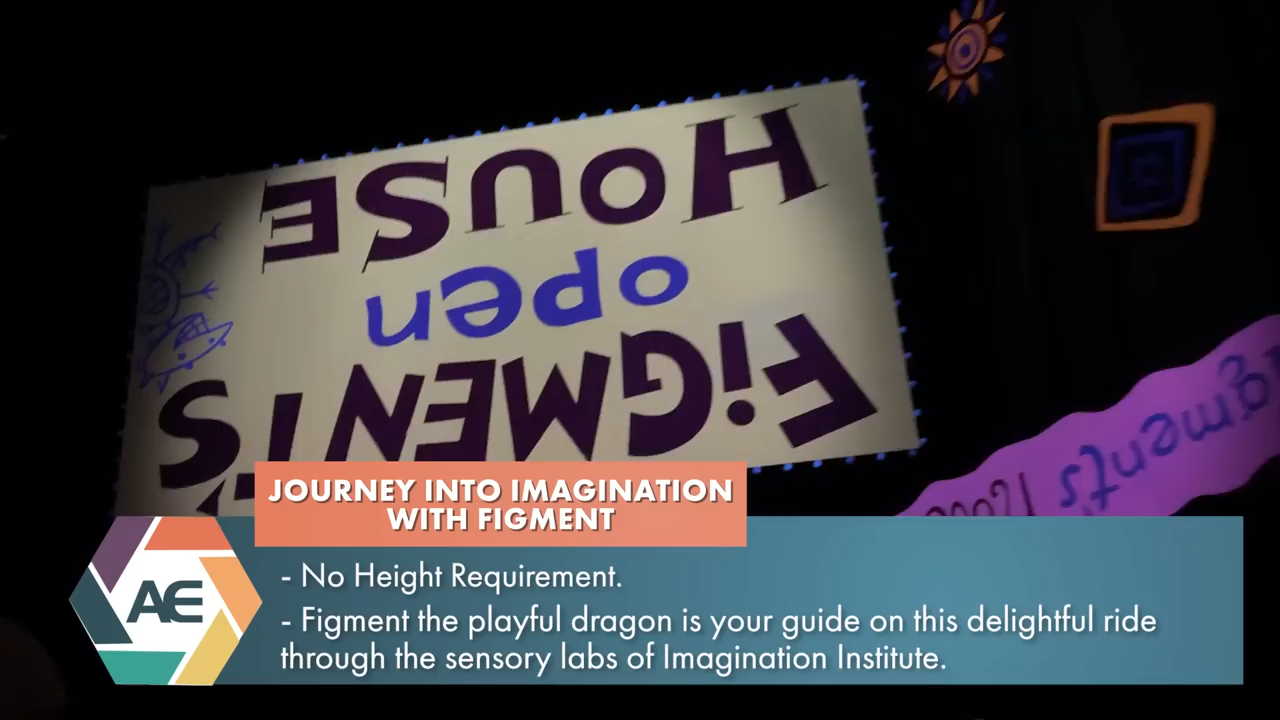 FiGMENT'S
open
HOUSE
JOURNEY INTO IMAGINATION
WITH FIGMENT
AE
- No Height Requirement.
- Figment the playful dragon is your guide on this delightful ride
through the sensory labs of Imagination Institute.